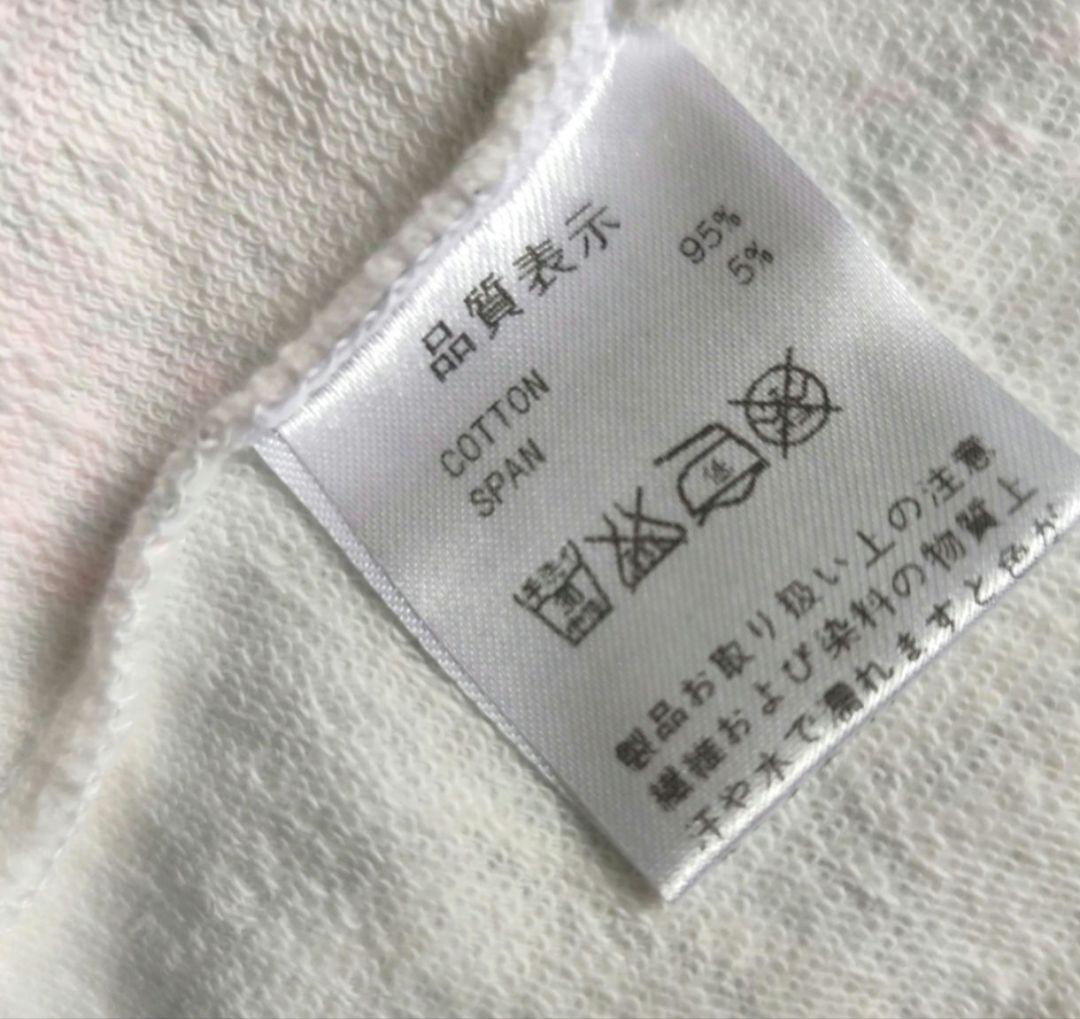 品質表示
COTTON 95%
SPAN 5%
製品お取り扱い上の注意
繊維および染料の物質上
汗や水で濡れますと色が